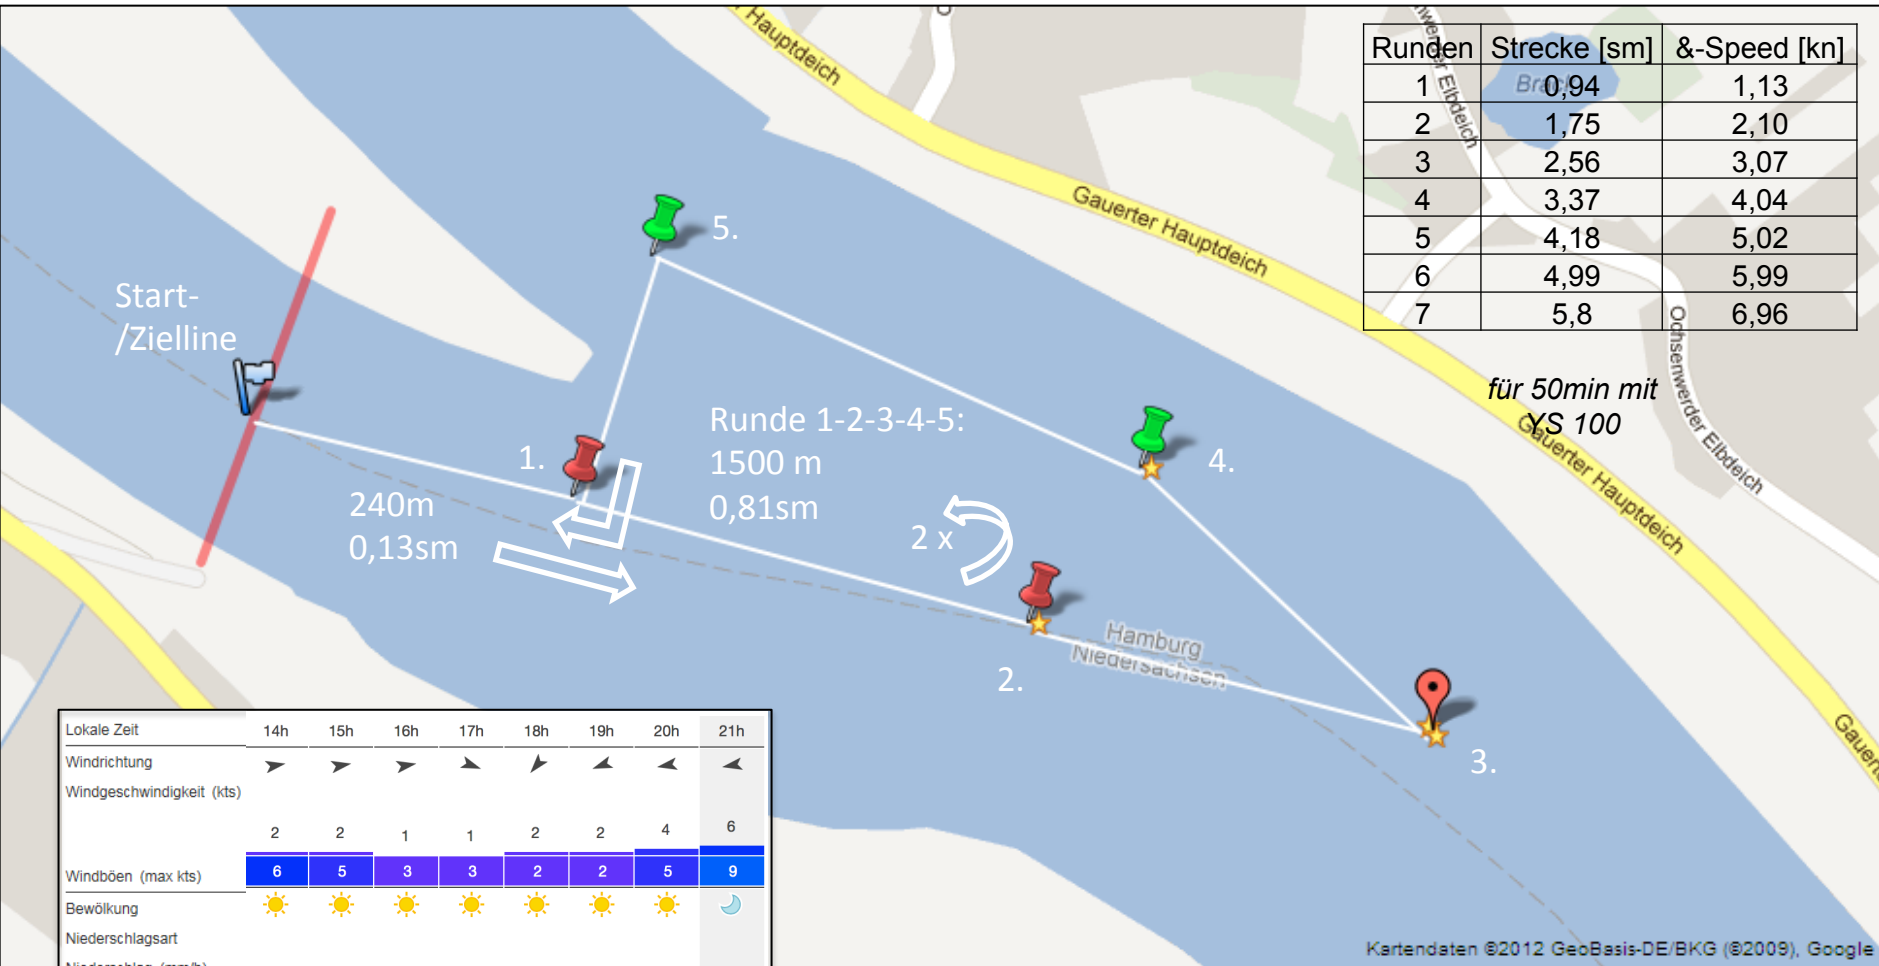 r Hauptdeich
Runden Strecke [sm] &-Speed [kn]
1 0,94 1,13
2 1,75 2,10
3 2,56 3,07
4 3,37 4,04
5 4,18 5,02
6 4,99 5,99
7 5,8 6,96
Brack
nwerder Elbdeich
Gauerter Hauptdeich
5.
Start-
/Zielline
für 50min mit
YS 100
Ochsenwerder Elbdeich
Gauerter Hauptdeich
Runde 1-2-3-4-5:
1500 m
0,81sm
1.
4.
240m
0,13sm
2 x
Hamburg
Niedersachsen
2.
3.
Gauerte
Lokale Zeit 14h 15h 16h 17h 18h 19h 20h 21h
Windrichtung
Windgeschwindigkeit (kts)
2 2 1 1 2 2 4 6
Windböen (max kts) 6 5 3 3 2 2 5 9
Bewölkung
Niederschlagsart
Niederschlag (mm/h)
Kartendaten ©2012 GeoBasis-DE/BKG (©2009), Google